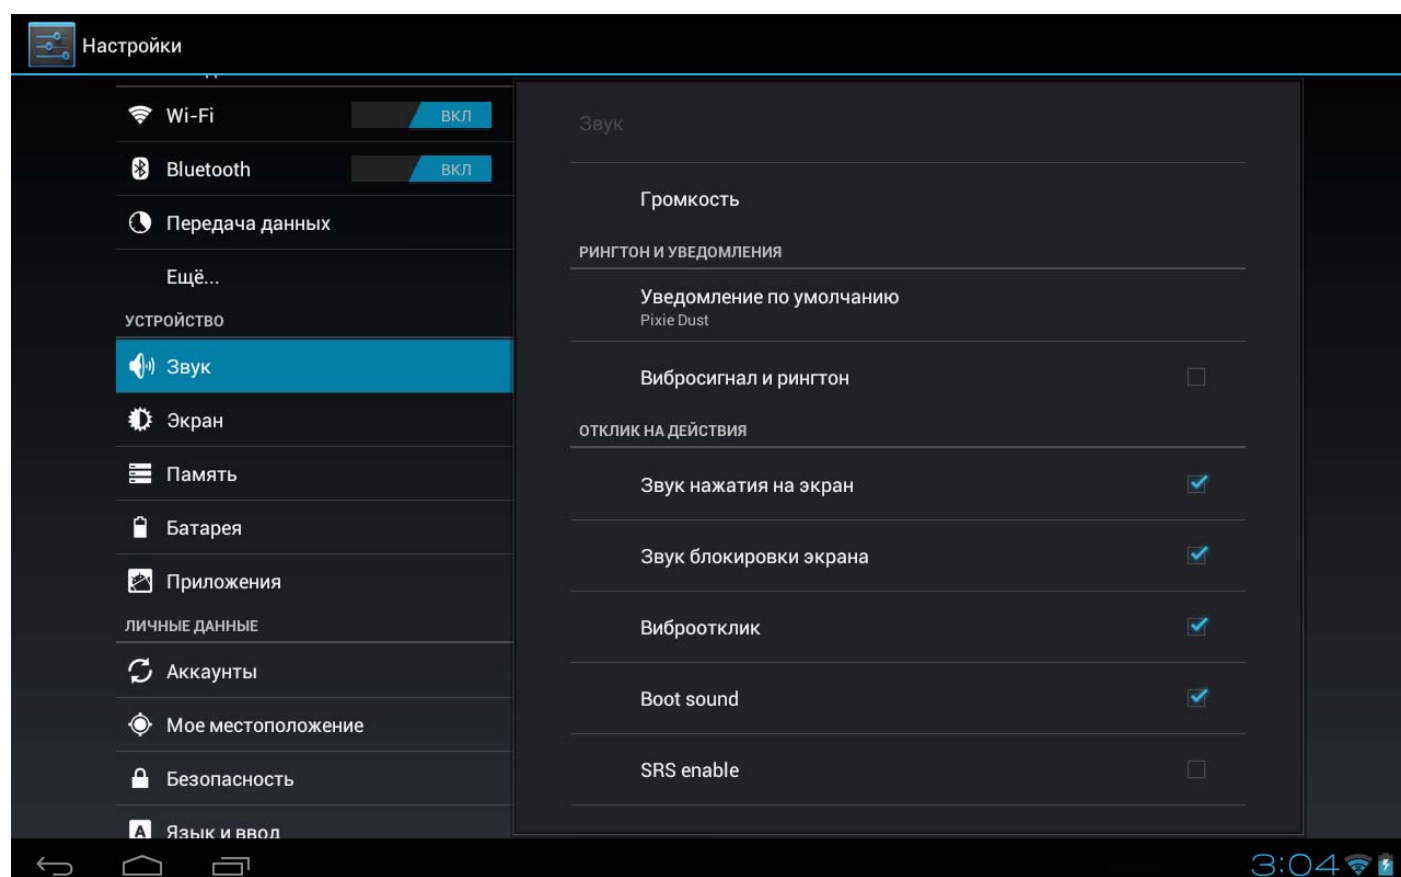 Настройки
Wi-Fi
ВКЛ
Bluetooth
ВКЛ
Передача данных
Ещё...
УСТРОЙСТВО
Звук
Экран
Память
Батарея
Приложения
ЛИЧНЫЕ ДАННЫЕ
Аккаунты
Мое местоположение
Безопасность
Язык и ввод
Звук
Громкость
РИНГТОН И УВЕДОМЛЕНИЯ
Уведомление по умолчанию
Pixie Dust
Вибросигнал и рингтон
ОТКЛИК НА ДЕЙСТВИЯ
Звук нажатия на экран
Звук блокировки экрана
Виброотклик
Boot sound
SRS enable
3:04